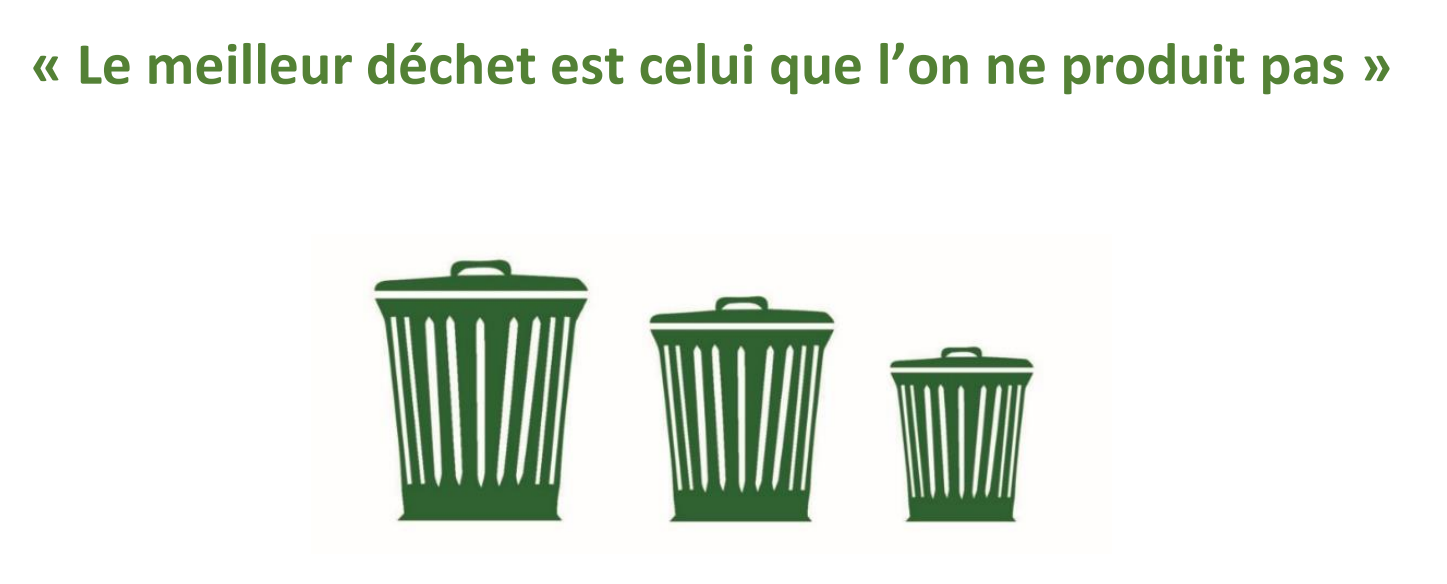 « Le meilleur déchet est celui que l’on ne produit pas »